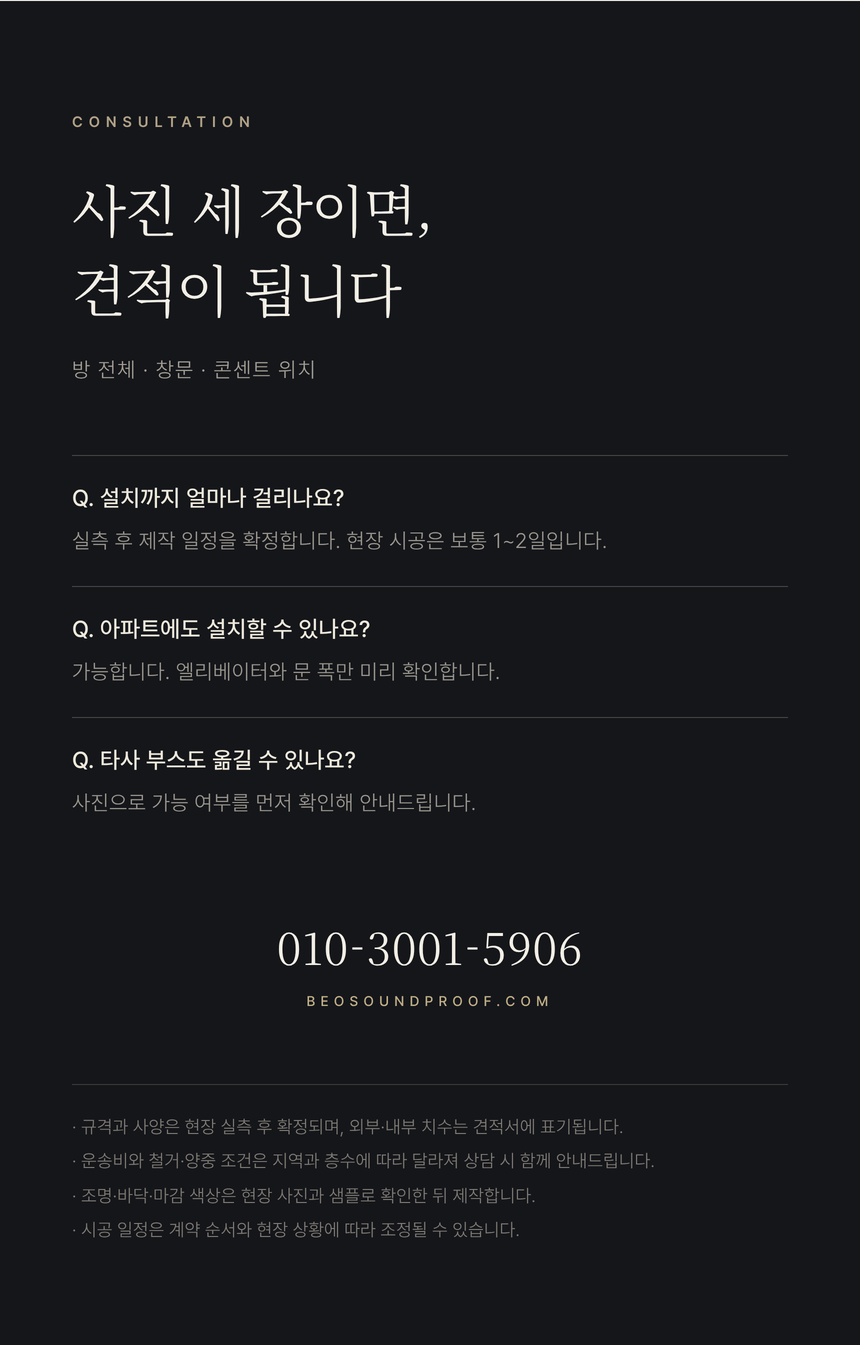 CONSULTATION
사진 세 장이면,
견적이 됩니다
방 전체 · 창문 · 콘센트 위치
Q. 설치까지 얼마나 걸리나요?
실측 후 제작 일정을 확정합니다. 현장 시공은 보통 1~2일입니다.
Q. 아파트에도 설치할 수 있나요?
가능합니다. 엘리베이터와 문 폭만 미리 확인합니다.
Q. 타사 부스도 옮길 수 있나요?
사진으로 가능 여부를 먼저 확인해 안내드립니다.
010-3001-5906
BEOSOUNDPROOF.COM
· 규격과 사양은 현장 실측 후 확정되며, 외부·내부 치수는 견적서에 표기됩니다.
· 운송비와 철거·양중 조건은 지역과 층수에 따라 달라져 상담 시 함께 안내드립니다.
· 조명·바닥·마감 색상은 현장 사진과 샘플로 확인한 뒤 제작합니다.
· 시공 일정은 계약 순서와 현장 상황에 따라 조정될 수 있습니다.